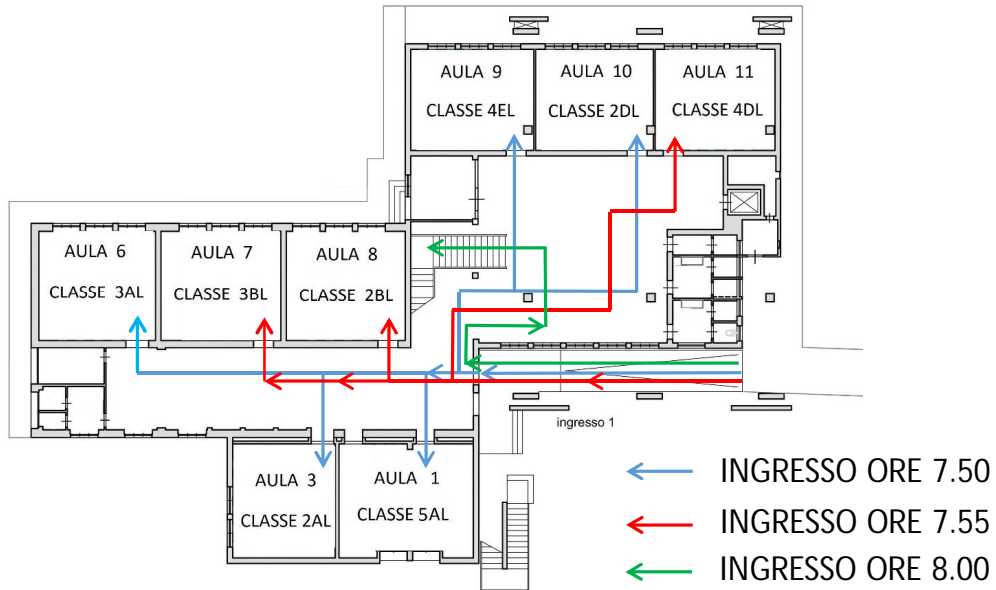 AULA 9
CLASSE 4EL
AULA 10
CLASSE 2DL
AULA 11
CLASSE 4DL
AULA 6
CLASSE 3AL
AULA 7
CLASSE 3BL
AULA 8
CLASSE 2BL
ingresso 1
AULA 3
CLASSE 2AL
AULA 1
CLASSE 5AL
INGRESSO ORE 7.50
INGRESSO ORE 7.55
INGRESSO ORE 8.00